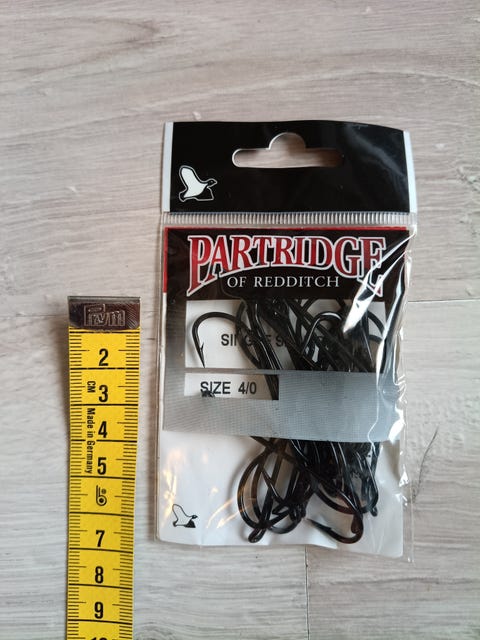 PARTRIDGE
OF REDDITCH
SIZE 4/0
Prym
2
CM
3
Made in Germany
4
5
7
8
9